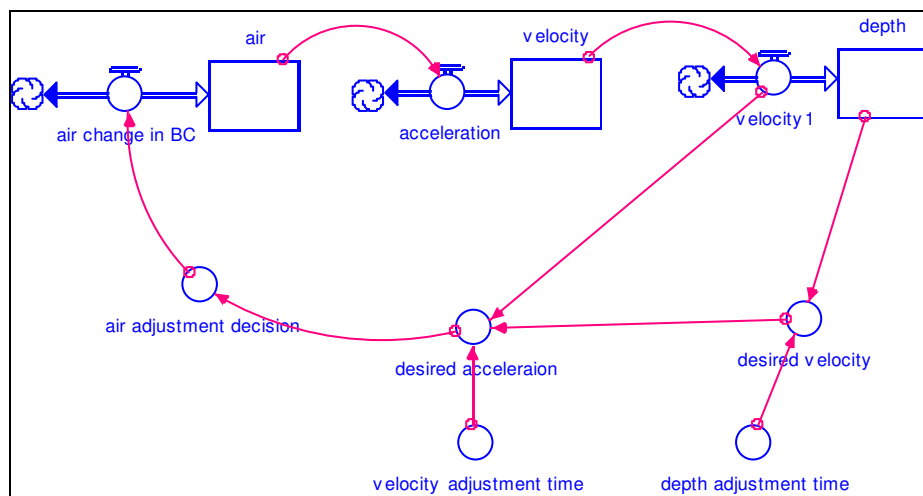 air
velocity
depth
air change in BC
acceleration
velocity 1
air adjustment decision
desired acceleraion
desired velocity
velocity adjustment time
depth adjustment time